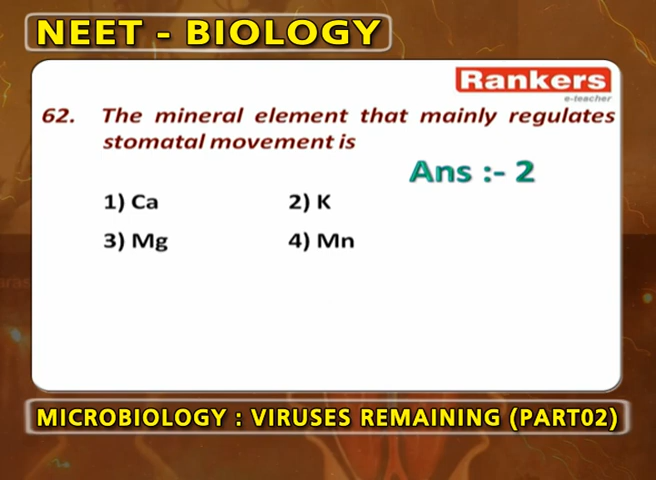 NEET - BIOLOGY
Rankers
e-teacher
62. The mineral element that mainly regulates
stomatal movement is
Ans :- 2
1) Ca 2) K
3) Mg 4) Mn
aras
MICROBIOLOGY : VIRUSES REMAINING (PART02)